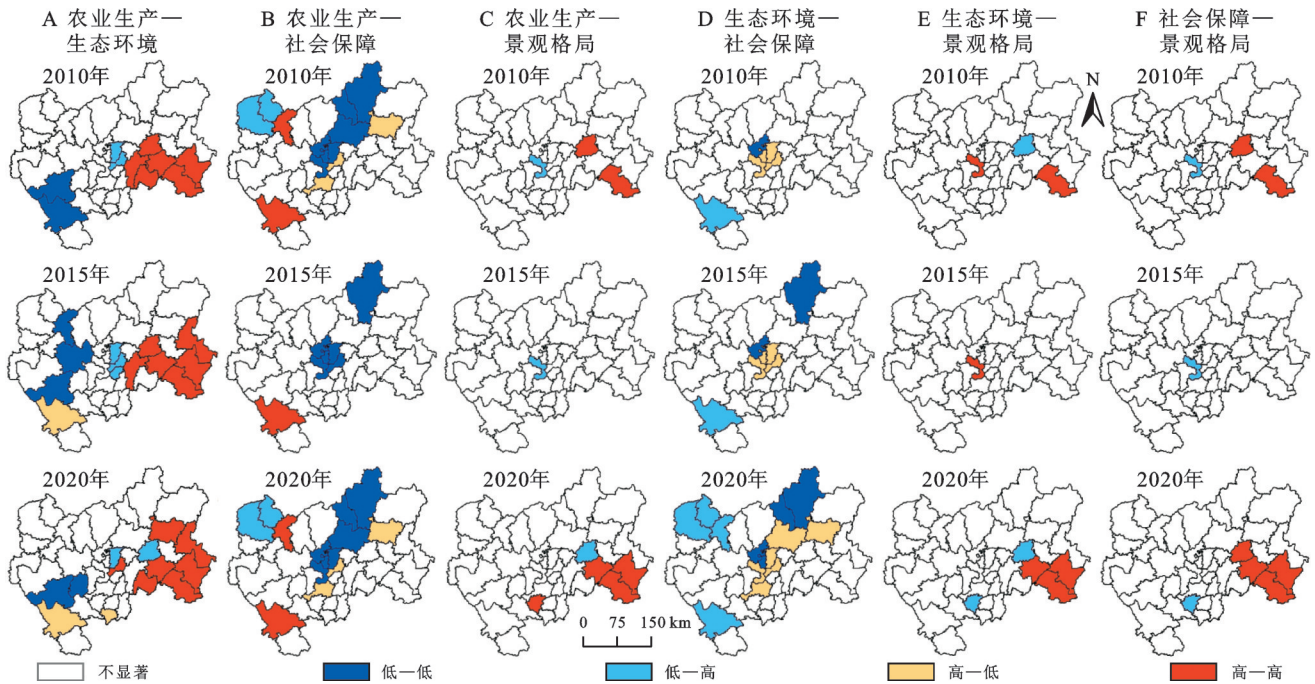 A 农业生产—
生态环境
B 农业生产—
社会保障
C 农业生产—
景观格局
D 生态环境—
社会保障
E 生态环境—
景观格局
F 社会保障—
景观格局
2010年
2010年
2010年
2010年
2010年
2010年
N
2015年
2015年
2015年
2015年
2015年
2015年
2020年
2020年
2020年
2020年
2020年
2020年
0 75 150 km
不显著
低—低
低—高
高—低
高—高